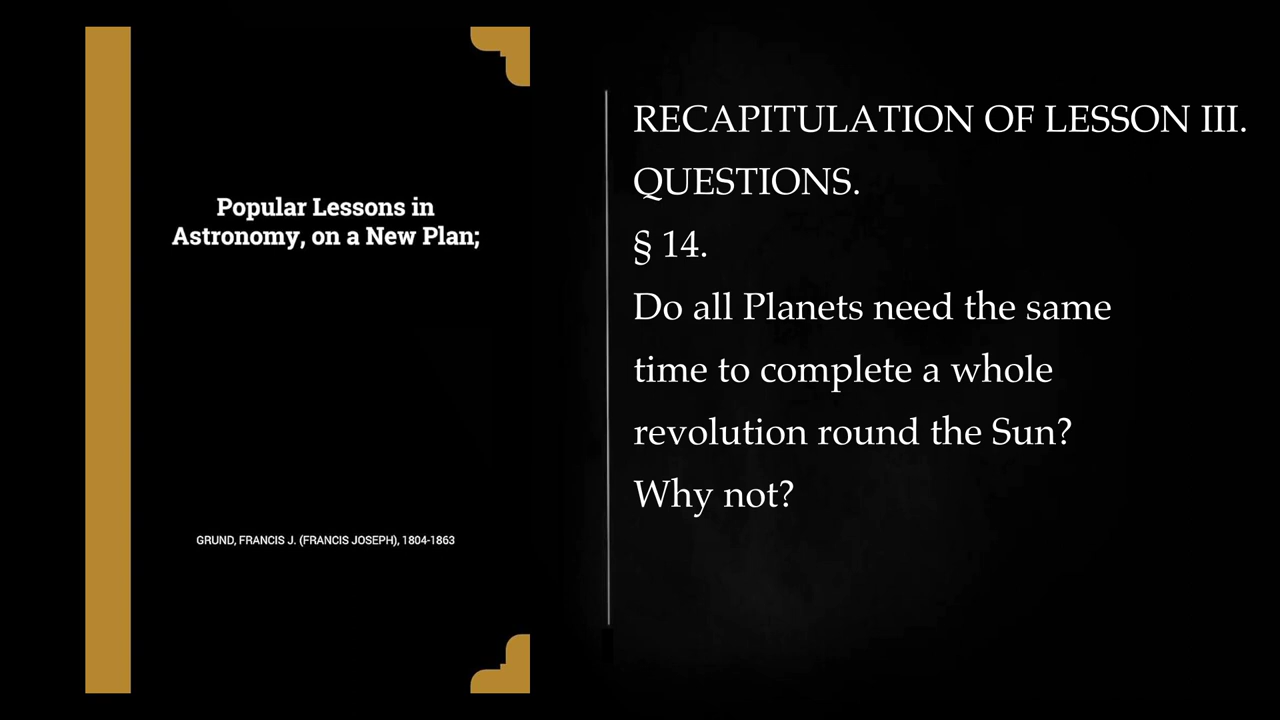 Popular Lessons in
Astronomy, on a New Plan;
GRUND, FRANCIS J. (FRANCIS JOSEPH), 1804-1863
RECAPITULATION OF LESSON III.
QUESTIONS.
§ 14.
Do all Planets need the same
time to complete a whole
revolution round the Sun?
Why not?